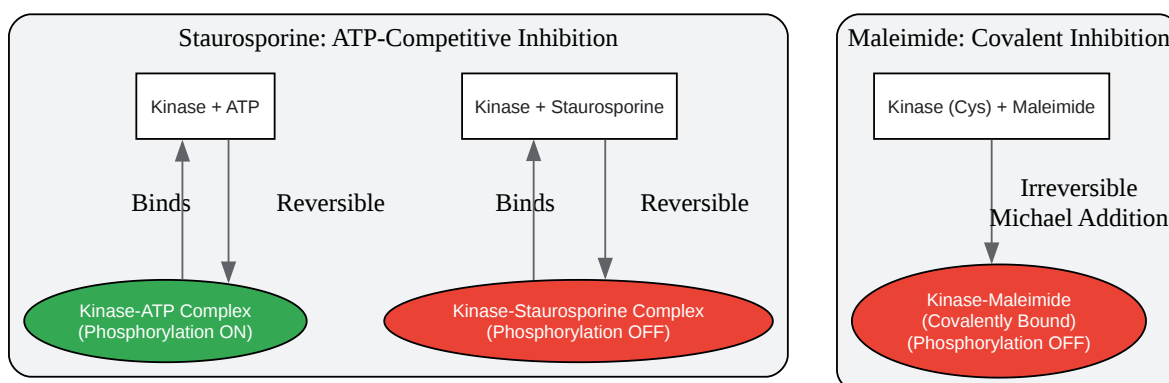 Staurosporine: ATP-Competitive Inhibition
Kinase + ATP
Kinase + Staurosporine
Binds
Reversible
Binds
Reversible
Kinase-ATP Complex
(Phosphorylation ON)
Kinase-Staurosporine Complex
(Phosphorylation OFF)
Maleimide: Covalent Inhibition
Kinase (Cys) + Maleimide
Irreversible
Michael Addition
Kinase-Maleimide
(Covalently Bound)
(Phosphorylation OFF)